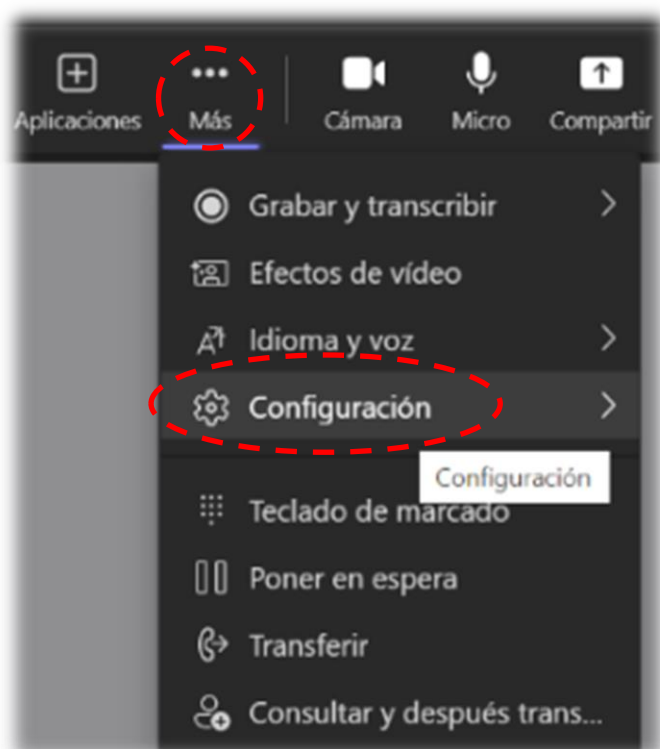 Aplicaciones Más Cámara Micro Compartir
Grabar y transcribir
Efectos de vídeo
Idioma y voz
Configuración
Configuración
Teclado de marcado
Poner en espera
Transferir
Consultar y después trans...